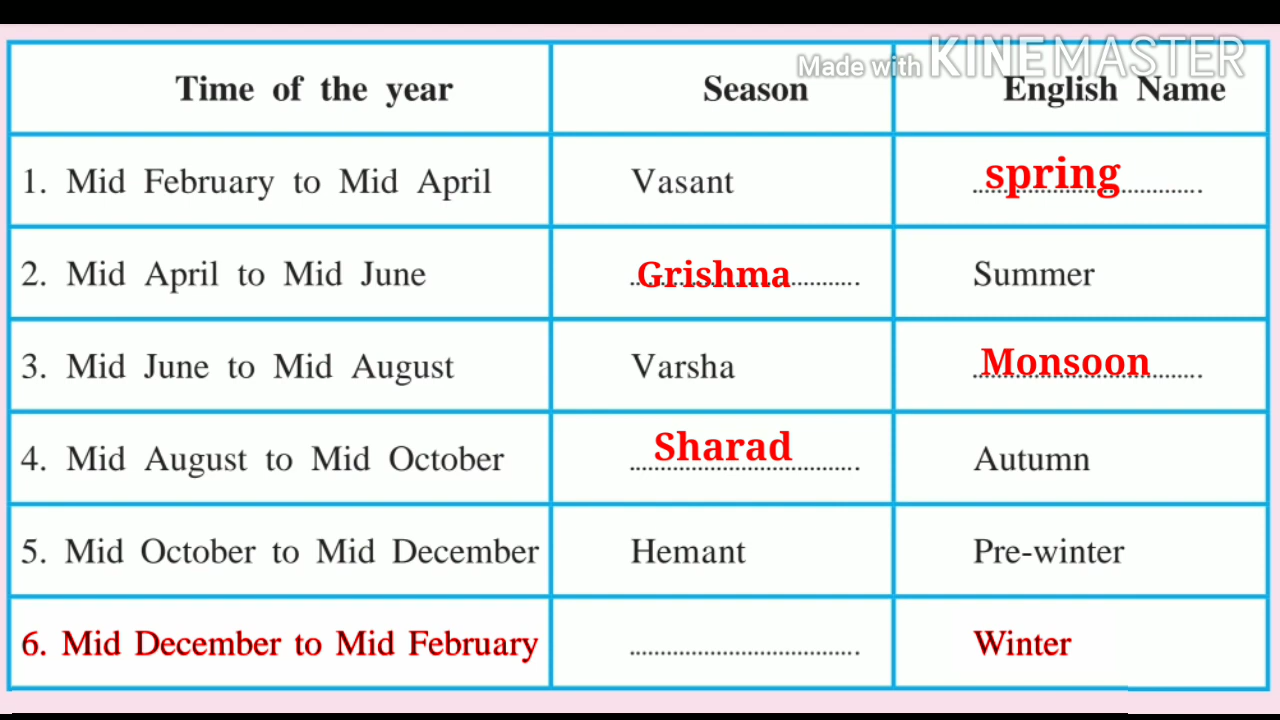 Made with KINEMASTER
Time of the year Season English Name
1. Mid February to Mid April Vasant spring
2. Mid April to Mid June Grishma Summer
3. Mid June to Mid August Varsha Monsoon
4. Mid August to Mid October Sharad Autumn
5. Mid October to Mid December Hemant Pre-winter
6. Mid December to Mid February .................................... Winter